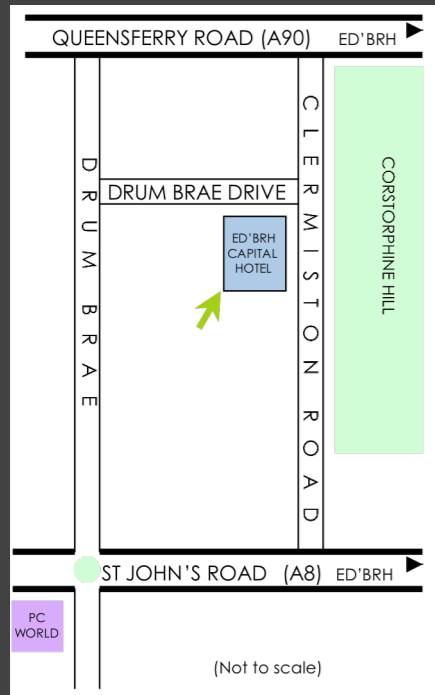 QUEENSFERRY ROAD (A90) ED'BRH
DRUM BRAE
CLERMISTON ROAD
CORSTORPHINE HILL
DRUM BRAE DRIVE
ED'BRH
CAPITAL
HOTEL
ST JOHN'S ROAD (A8) ED'BRH
PC
WORLD
(Not to scale)